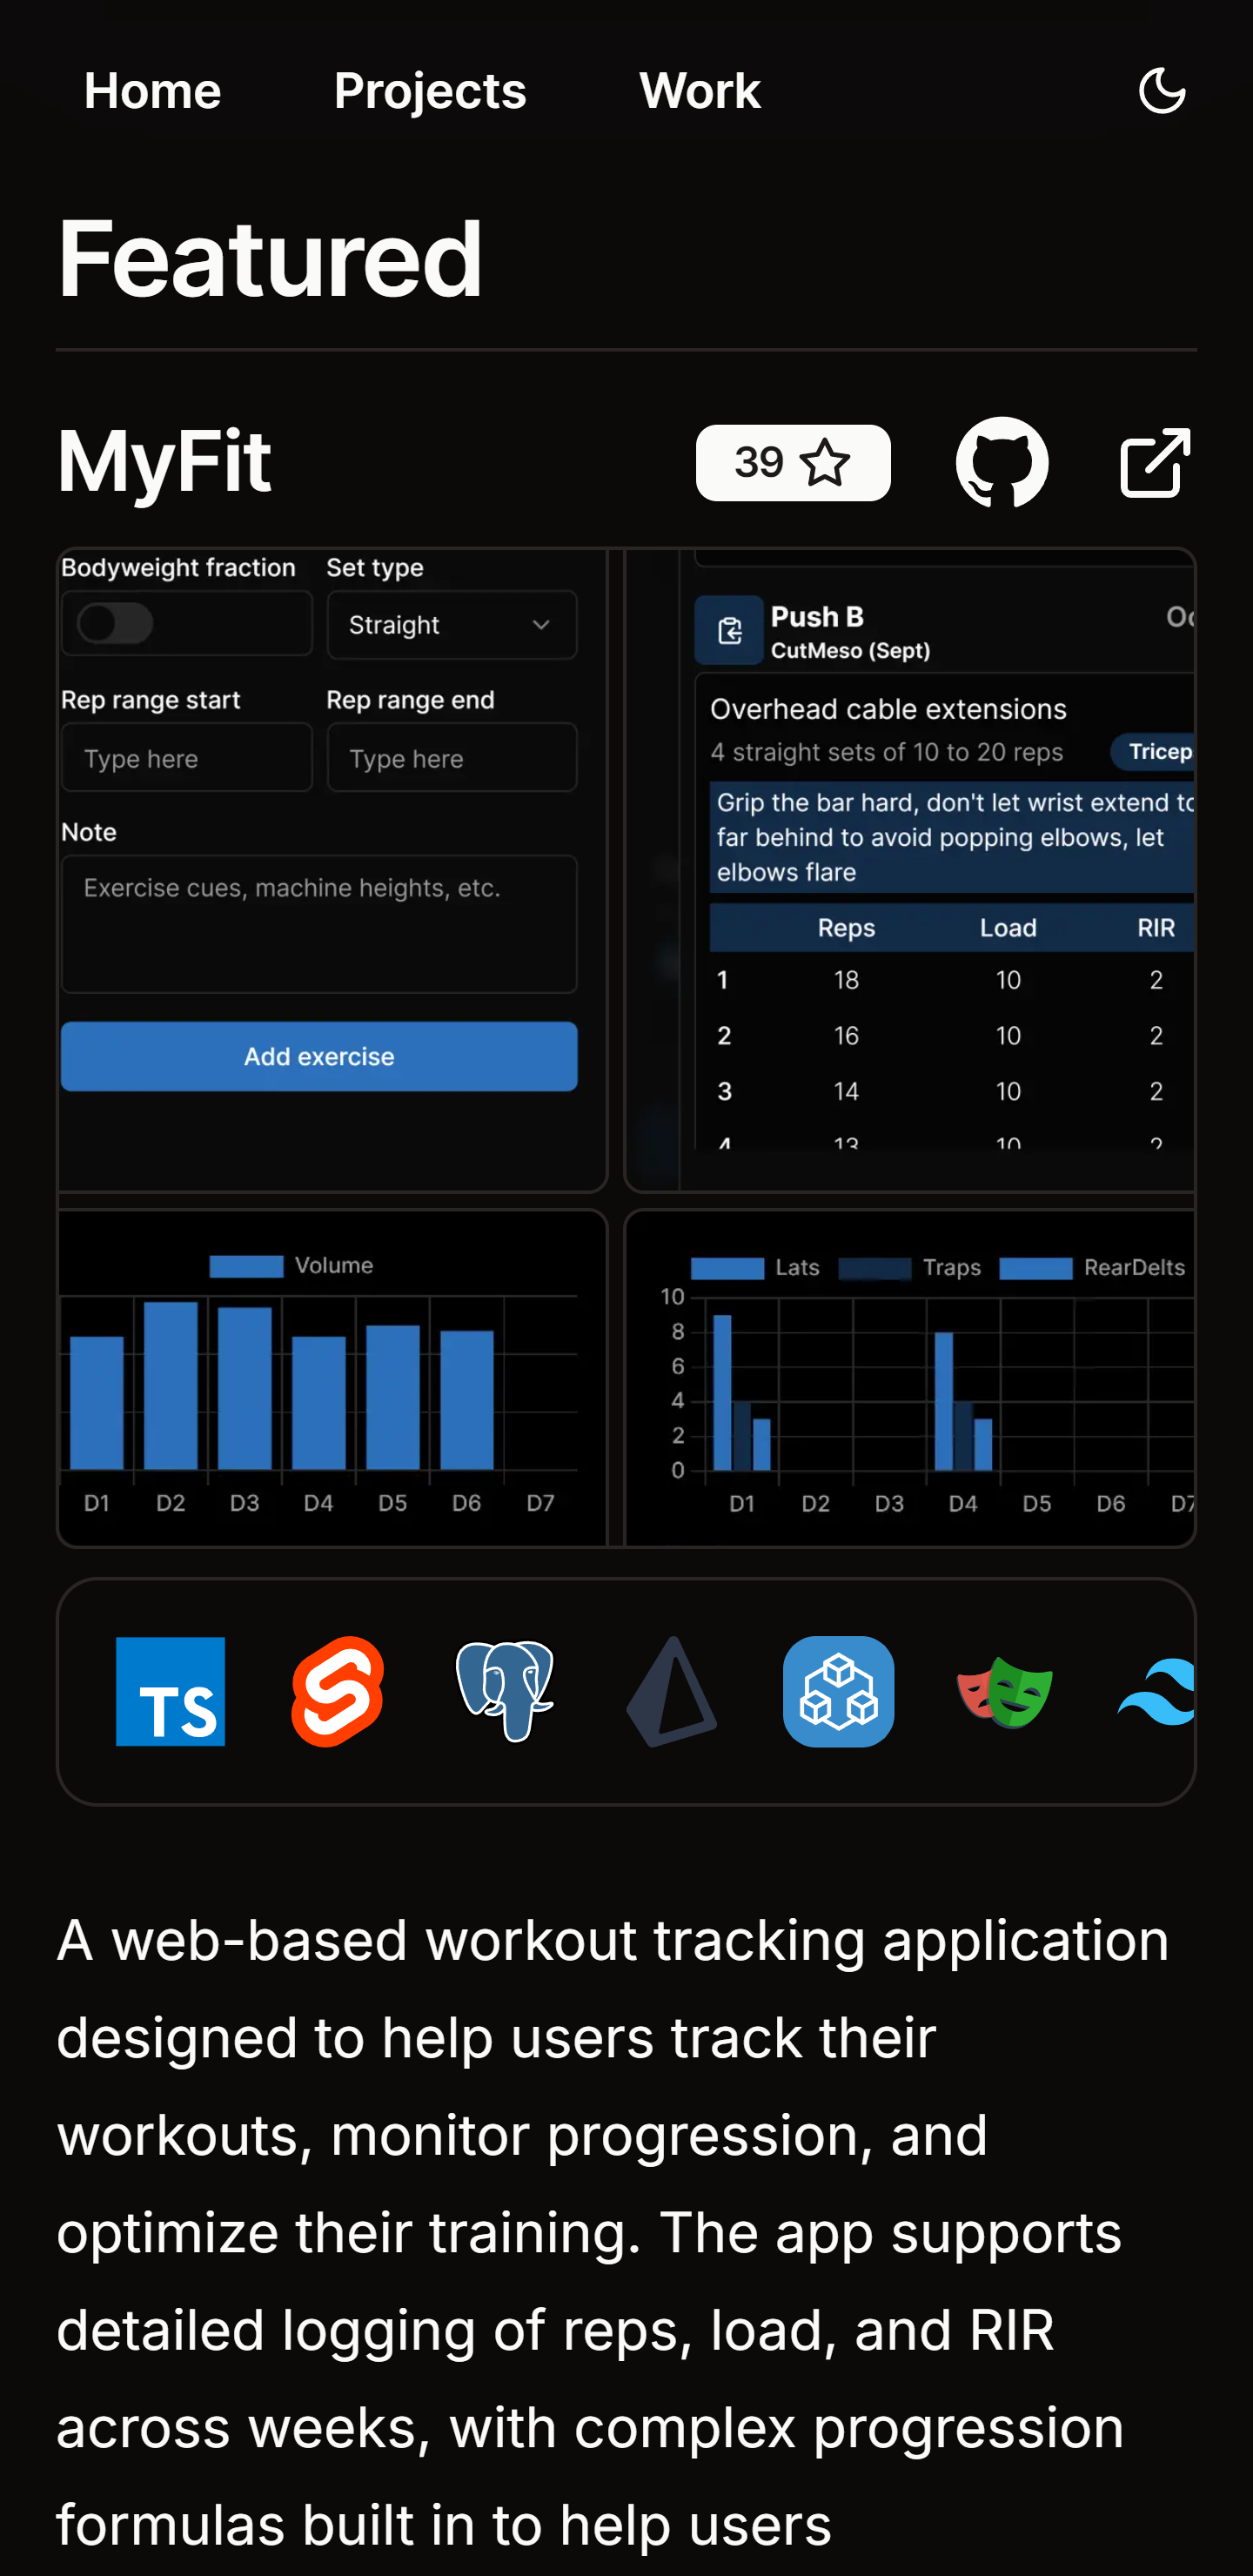 Home Projects Work
Featured
MyFit
39
Bodyweight fraction Set type
Straight
Rep range start Rep range end
Type here Type here
Note
Exercise cues, machine heights, etc.
Add exercise
Push B
CutMeso (Sept)
Overhead cable extensions
4 straight sets of 10 to 20 reps
Grip the bar hard, don't let wrist extend
far behind to avoid popping elbows, let
elbows flare
Reps Load RIR
1 18 10 2
2 16 10 2
3 14 10 2
4 13 10 2
Volume
D1 D2 D3 D4 D5 D6 D7
Lats Traps RearDelts
10
8
6
4
2
0
D1 D2 D3 D4 D5 D6 D7
TS
A web-based workout tracking application
designed to help users track their
workouts, monitor progression, and
optimize their training. The app supports
detailed logging of reps, load, and RIR
across weeks, with complex progression
formulas built in to help users